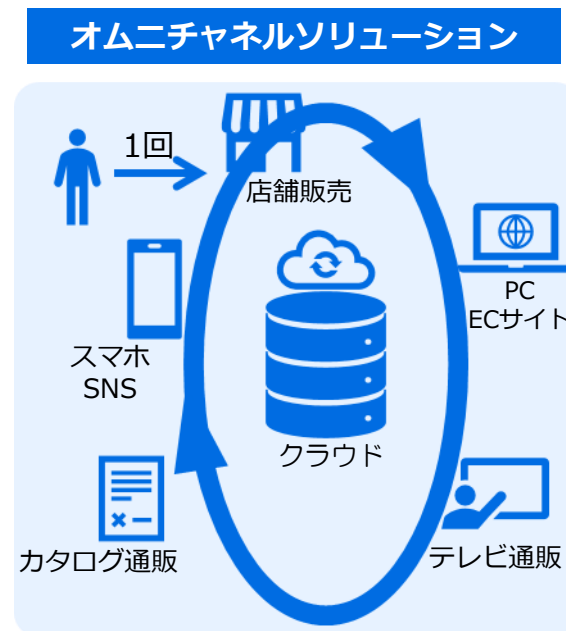 オムニチャネルソリューション
1回
店舗販売
PC
ECサイト
スマホ
SNS
クラウド
カタログ通販
テレビ通販